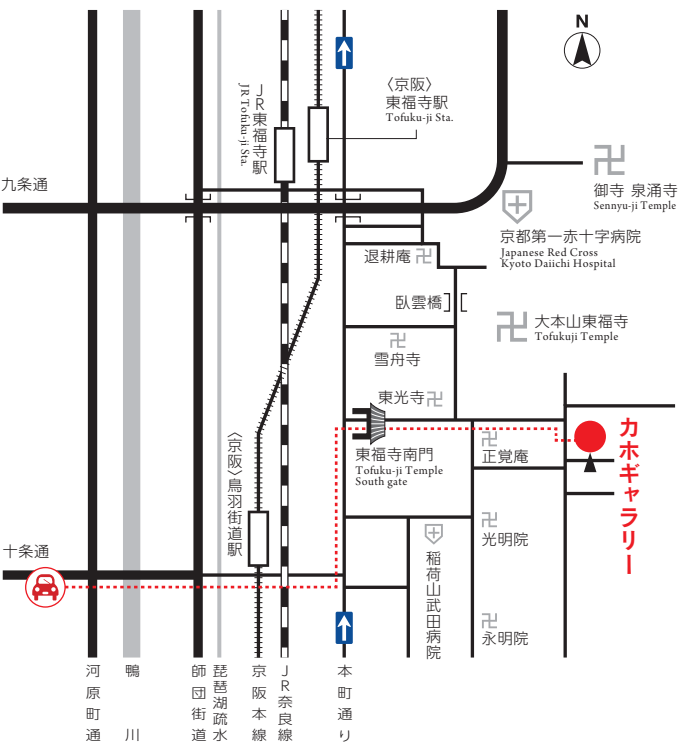 N
〈京阪〉
東福寺駅
Tofuku-ji Sta.
JR東福寺駅
JR Tofuku-ji Sta.
九条通
御寺 泉涌寺
Sennyu-ji Temple
京都第一赤十字病院
Japanese Red Cross
Kyoto Daiichi Hospital
退耕庵
臥雲橋
大本山東福寺
Tofukuji Temple
雪舟寺
東光寺
カホギャラリー
東福寺南門
Tofuku-ji Temple
South gate
正覚庵
〈京阪〉鳥羽街道駅
光明院
十条通
稲荷山武田病院
永明院
河原町通
鴨川
師団街道
琵琶湖疏水
京阪本線
JR奈良線
本町通り